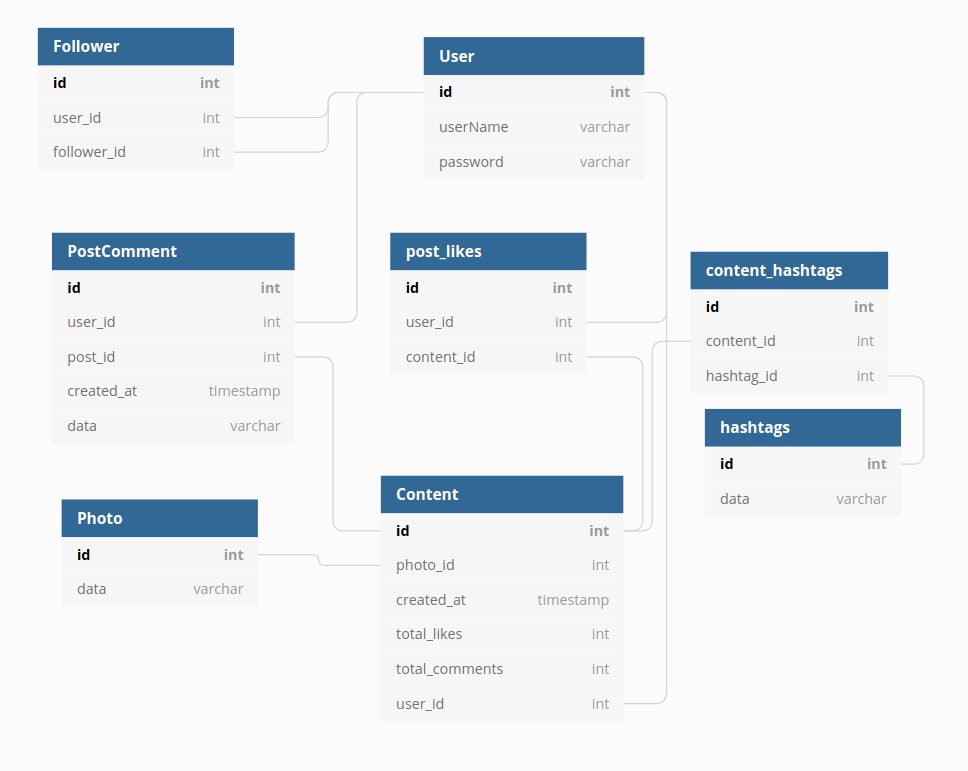 Follower
id int
user_id int
follower_id int
User
id int
userName varchar
password varchar
PostComment
id int
user_id int
post_id int
created_at timestamp
data varchar
post_likes
id int
user_id int
content_id int
content_hashtags
id int
content_id int
hashtag_id int
hashtags
id int
data varchar
Photo
id int
data varchar
Content
id int
photo_id int
created_at timestamp
total_likes int
total_comments int
user_id int